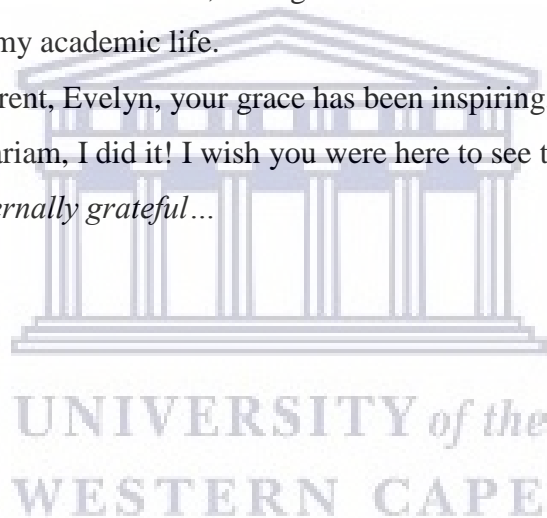 my academic life.
rent, Evelyn, your grace has been inspiring
ariam, I did it! I wish you were here to see t
ernally grateful…
UNIVERSITY of the
WESTERN CAPE